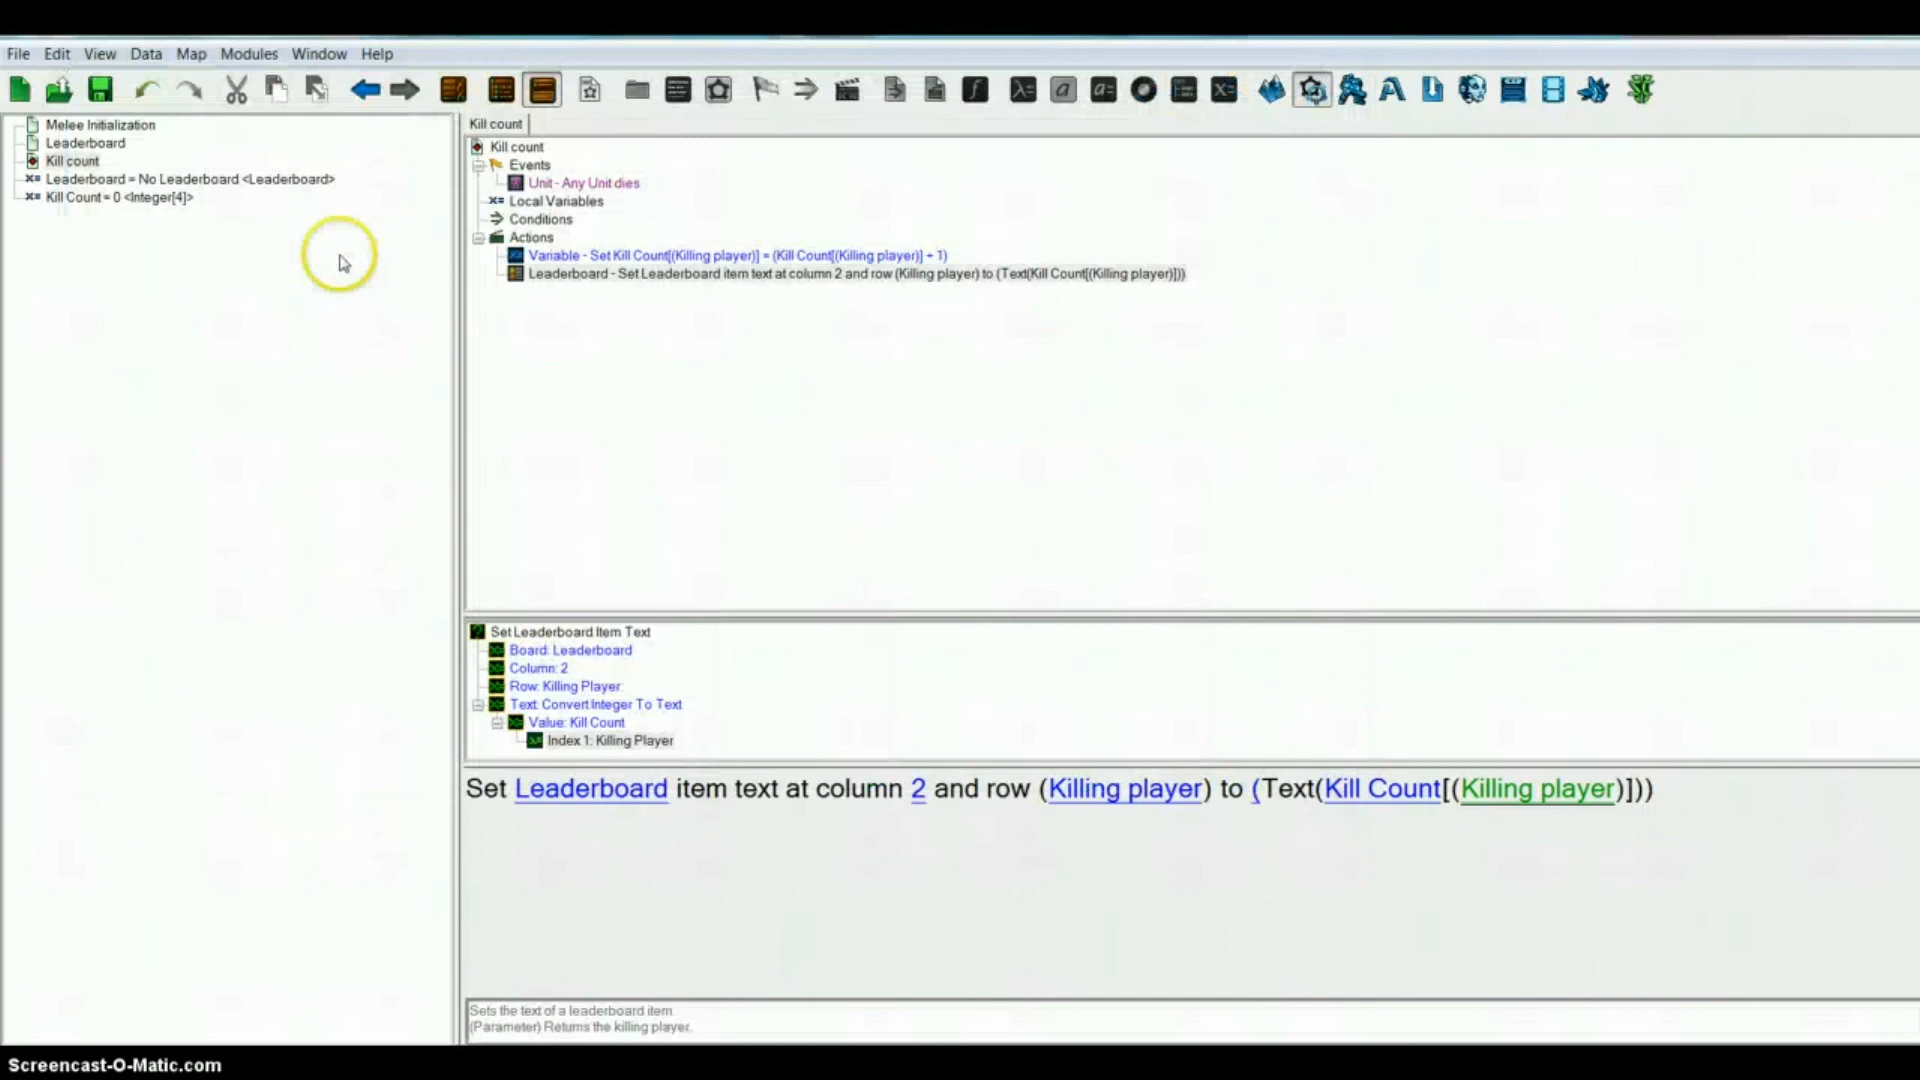 File Edit View Data Map Modules Window Help
Melee Initialization
Leaderboard
Kill count
Leaderboard = No Leaderboard <Leaderboard>
Kill Count = 0 <Integer[4]>
Kill count
Kill count
Events
Unit - Any Unit dies
Local Variables
Conditions
Actions
Variable - Set Kill Count[(Killing player)] = (Kill Count[(Killing player)] + 1)
Leaderboard - Set Leaderboard item text at column 2 and row (Killing player) to (Text(Kill Count[(Killing player)]))
Set Leaderboard Item Text
Board: Leaderboard
Column: 2
Row: Killing Player
Text: Convert Integer To Text
Value: Kill Count
Index 1: Killing Player
Set Leaderboard item text at column 2 and row (Killing player) to (Text(Kill Count[(Killing player)]))
Sets the text of a leaderboard item.
(Parameter) Returns the killing player.
Screencast-O-Matic.com